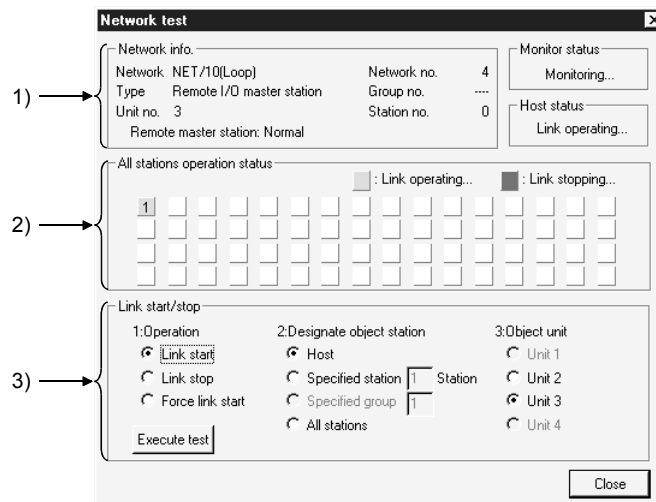 Network test
Network info.
Network NET/10(Loop) Network no. 4
Type Remote I/O master station Group no. ----
Unit no. 3 Station no. 0
Remote master station: Normal
Monitor status
Monitoring...
Host status
Link operating...
1)
All stations operation status
: Link operating... : Link stopping...
1
2)
Link start/stop
1:Operation 2:Designate object station 3:Object unit
Link start Host Unit 1
Link stop Specified station 1 Station Unit 2
Force link start Specified group 1 Unit 3
All stations Unit 4
Execute test
3)
Close